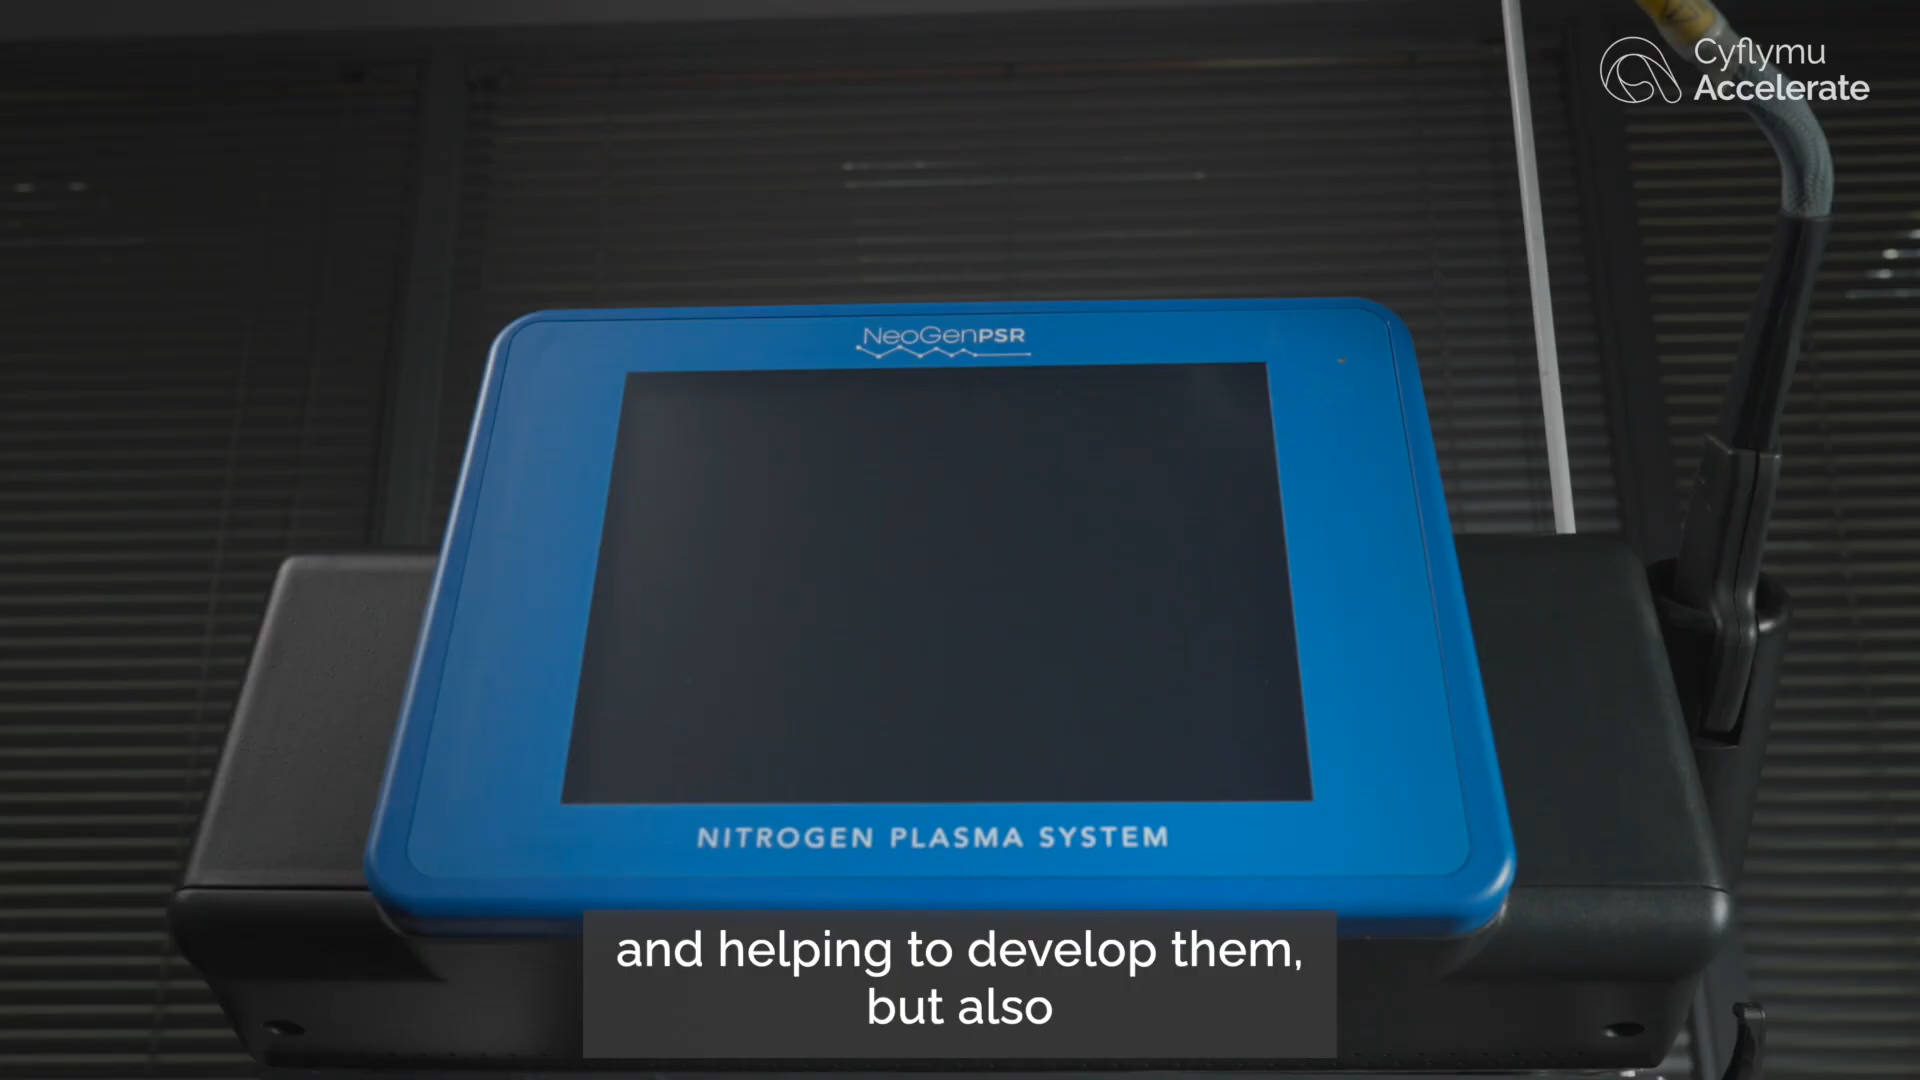 Cyflymu
Accelerate
NeoGenPSR
NITROGEN PLASMA SYSTEM
and helping to develop them,
but also